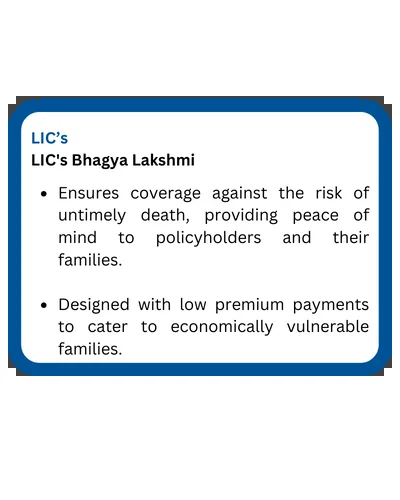 LIC’s
LIC's Bhagya Lakshmi
• Ensures coverage against the risk of
untimely death, providing peace of
mind to policyholders and their
families.
• Designed with low premium payments
to cater to economically vulnerable
families.